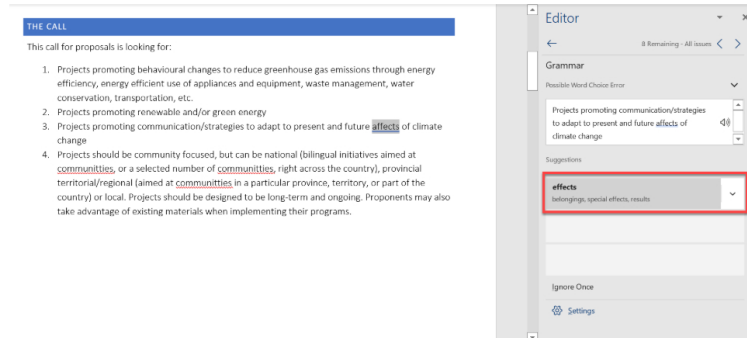 THE CALL
This call for proposals is looking for:
1. Projects promoting behavioural changes to reduce greenhouse gas emissions through energy
efficiency, energy efficient use of appliances and equipment, waste management, water
conservation, transportation, etc.
2. Projects promoting renewable and/or green energy
3. Projects promoting communication/strategies to adapt to present and future affects of climate
change
4. Projects should be community focused, but can be national (bilingual initiatives aimed at
communitties, or a selected number of communitties, right across the country), provincial
territorial/regional (aimed at communitties in a particular province, territory, or part of the
country) or local. Projects should be designed to be long-term and ongoing. Proponents may also
take advantage of existing materials when implementing their programs.
Editor
8 Remaining - All issues
Grammar
Possible Word Choice Error
Projects promoting communication/strategies
to adapt to present and future affects of
climate change
Suggestions
effects
belongings, special effects, results
Ignore Once
Settings